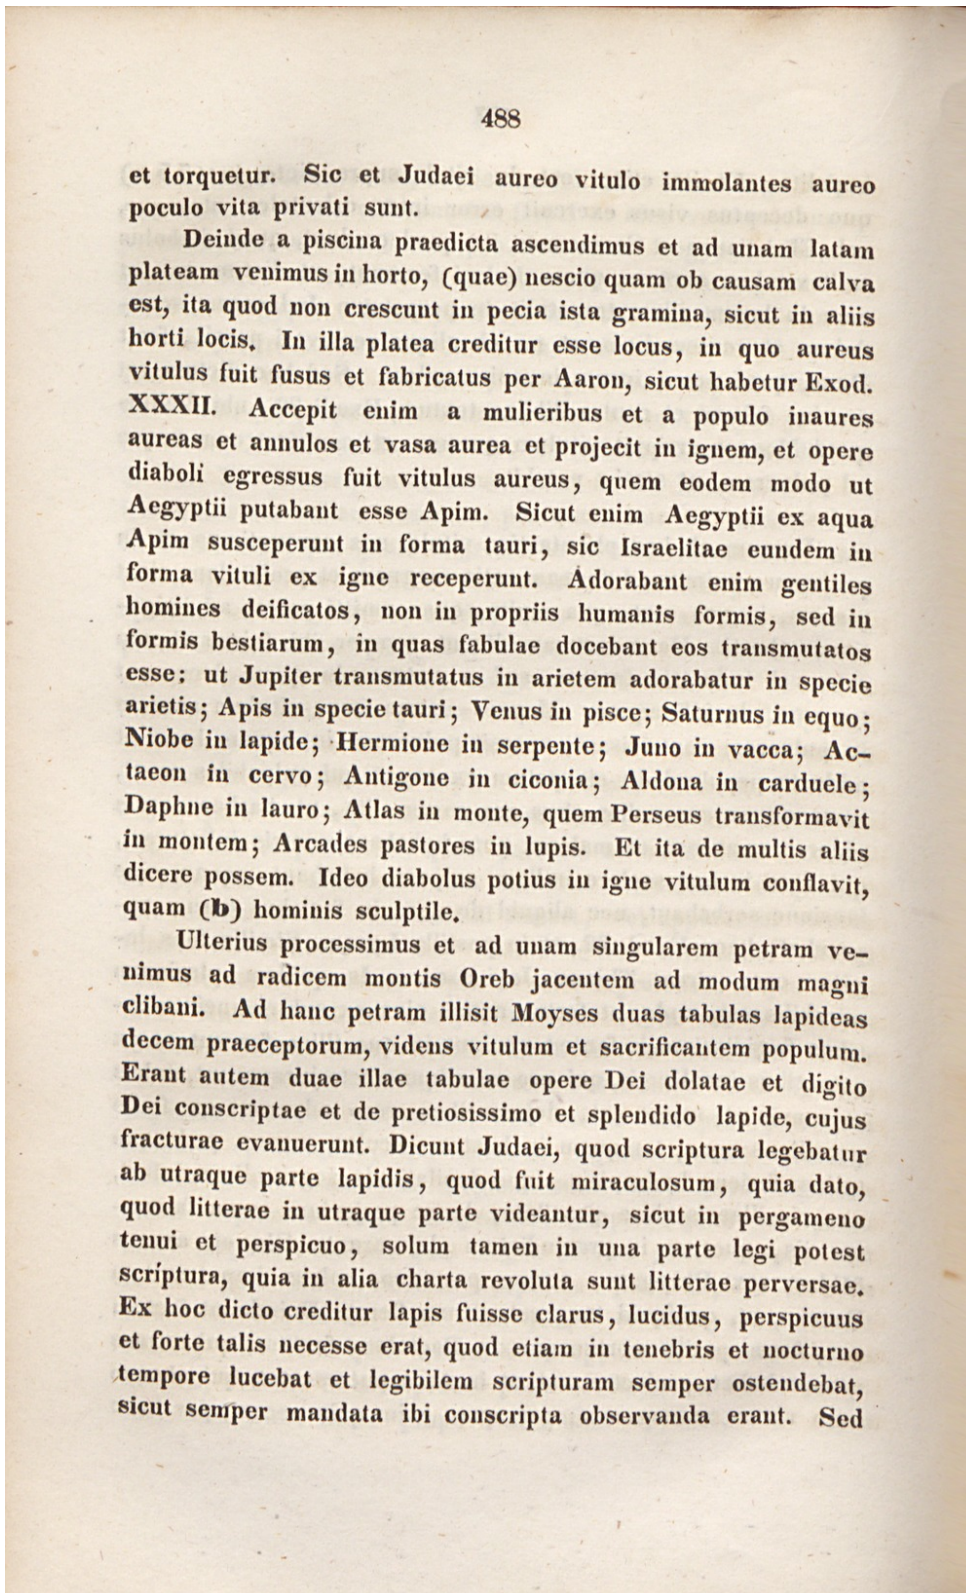 488
et torquetur. Sic et Judaei aureo vitulo immolantes aureo
poculo vita privati sunt.
Deinde a piscina praedicta ascendimus et ad unam latam
plateam venimus in horto, (quae) nescio quam ob causam calva
est, ita quod non crescunt in pecia ista gramina, sicut in aliis
horti locis. In illa platea creditur esse locus, in quo aureus
vitulus fuit fusus et fabricatus per Aaron, sicut habetur Exod.
XXXII. Accepit enim a mulieribus et a populo inaures
aureas et annulos et vasa aurea et projecit in ignem, et opere
diaboli egressus fuit vitulus aureus, quem eodem modo ut
Aegyptii putabant esse Apim. Sicut enim Aegyptii ex aqua
Apim susceperunt in forma tauri, sic Israelitae eundem in
forma vituli ex igne receperunt. Adorabant enim gentiles
homines deificatos, non in propriis humanis formis, sed in
formis bestiarum, in quas fabulae docebant eos transmutatos
esse: ut Jupiter transmutatus in arietem adorabatur in specie
arietis; Apis in specie tauri; Venus in pisce; Saturnus in equo;
Niobe in lapide; Hermione in serpente; Juno in vacca; Ac-
taeon in cervo; Antigone in ciconia; Aldona in carduele;
Daphne in lauro; Atlas in monte, quem Perseus transformavit
in montem; Arcades pastores in lupis. Et ita de multis aliis
dicere possem. Ideo diabolus potius in igne vitulum conflavit,
quam (b) hominis sculptile.
Ulterius processimus et ad unam singularem petram ve-
nimus ad radicem montis Oreb jacentem ad modum magni
clibani. Ad hanc petram illisit Moyses duas tabulas lapideas
decem praeceptorum, videns vitulum et sacrificantem populum.
Erant autem duae illae tabulae opere Dei dolatae et digito
Dei conscriptae et de pretiosissimo et splendido lapide, cujus
fracturae evanuerunt. Dicunt Judaei, quod scriptura legebatur
ab utraque parte lapidis, quod fuit miraculosum, quia dato,
quod litterae in utraque parte videantur, sicut in pergameno
tenui et perspicuo, solum tamen in una parte legi potest
scriptura, quia in alia charta revoluta sunt litterae perversae.
Ex hoc dicto creditur lapis fuisse clarus, lucidus, perspicuus
et forte talis necesse erat, quod etiam in tenebris et nocturno
tempore lucebat et legibilem scripturam semper ostendebat,
sicut semper mandata ibi conscripta observanda erant. Sed